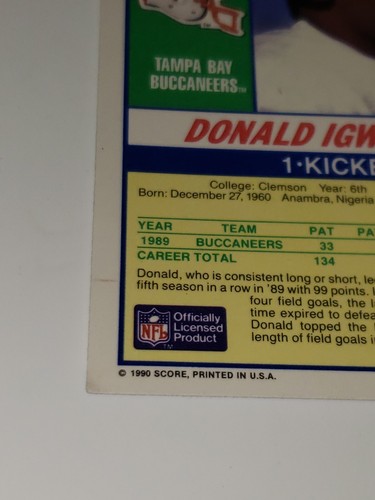 TAMPA BAY
BUCCANEERS™
DONALD IGW
1·KICKE
College: Clemson Year: 6th
Born: December 27, 1960 Anambra, Nigeria
YEAR TEAM PAT PA
1989 BUCCANEERS 33
CAREER TOTAL 134
Donald, who is consistent long or short, le
fifth season in a row in '89 with 99 points.
four field goals, the l
time expired to defea
Donald topped the
length of field goals i
NFL
Officially
Licensed
Product
TM
© 1990 SCORE, PRINTED IN U.S.A.